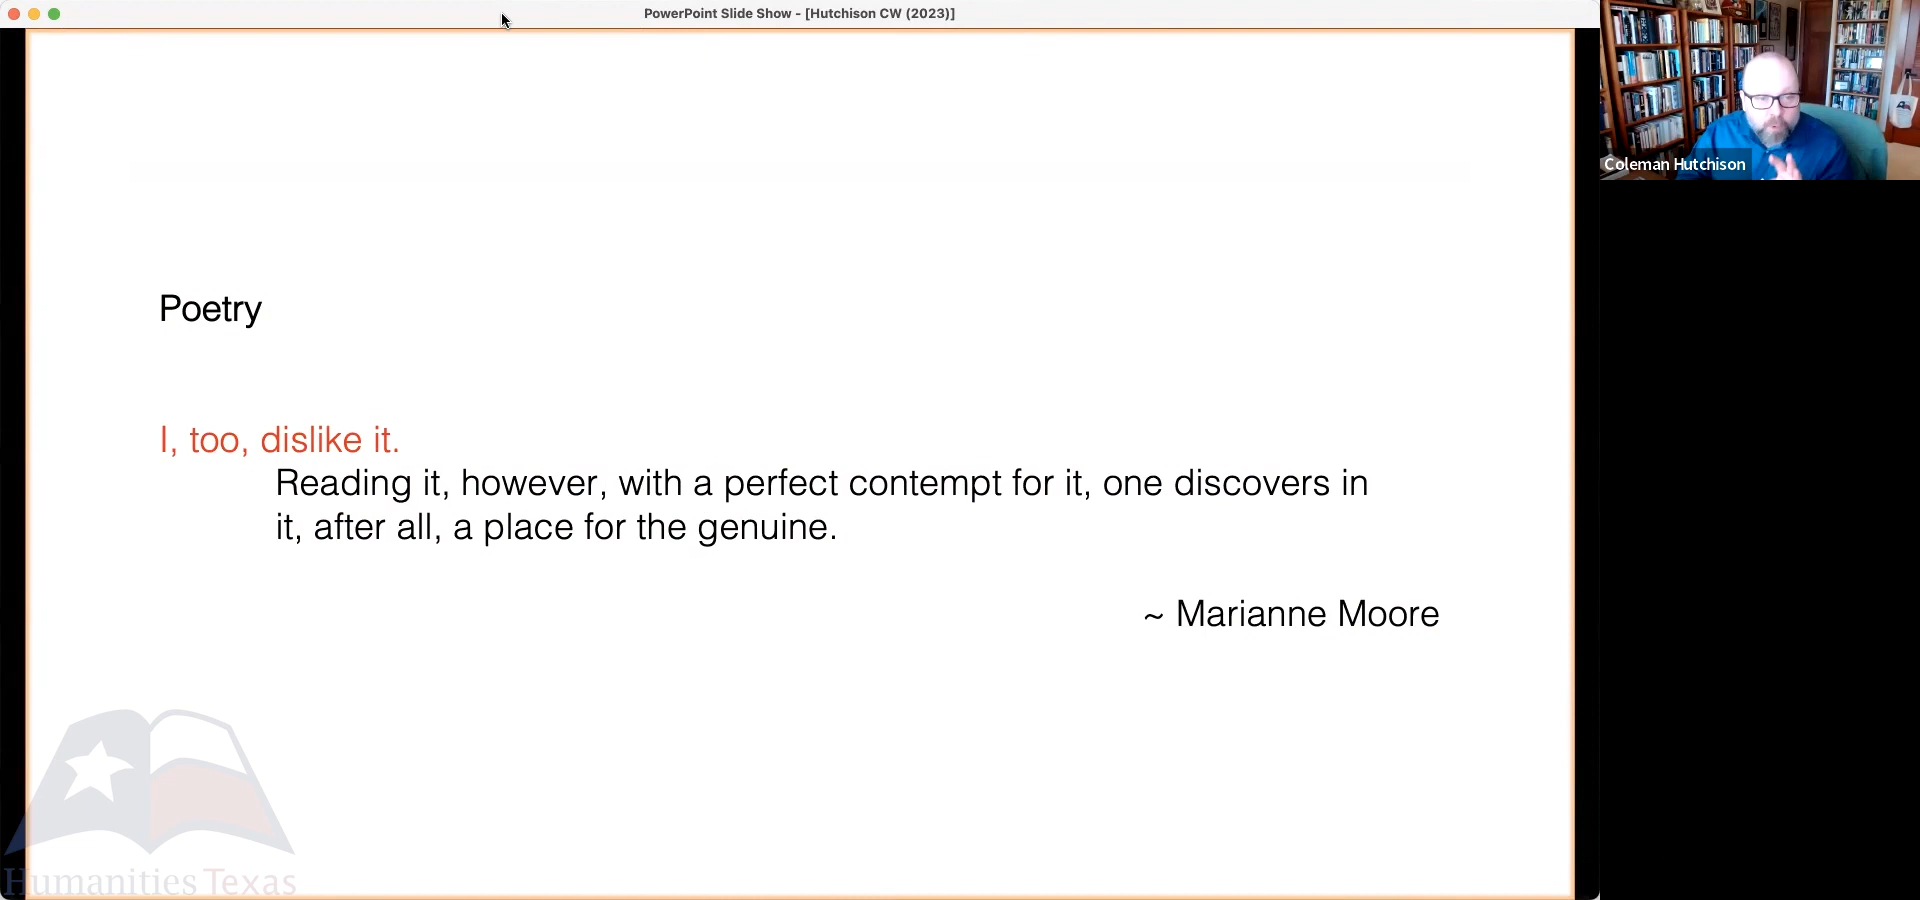 PowerPoint Slide Show - [Hutchison CW (2023)]
Coleman Hutchison
Poetry
I, too, dislike it.
Reading it, however, with a perfect contempt for it, one discovers in
it, after all, a place for the genuine.
~ Marianne Moore
Humanities Texas